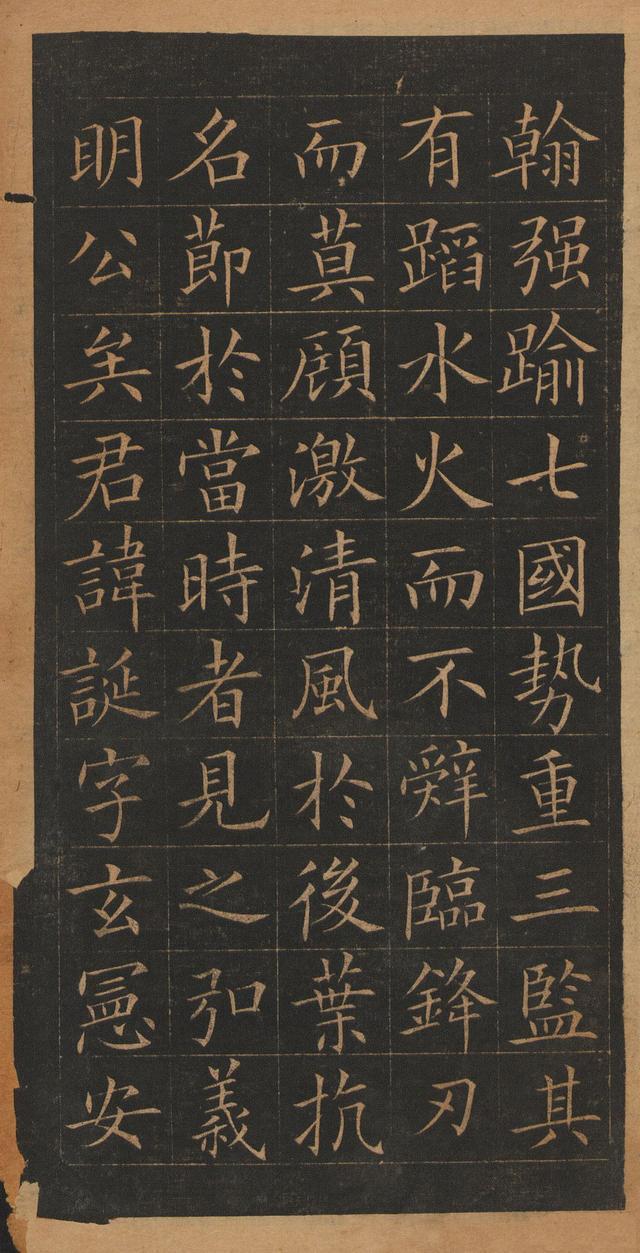 翰强踰七國勢重三監其
有蹈水火而不辤臨鋒刃
而莫顧激清風於後葉抗
名節於當時者見之弘義
明公矣君諱誕字玄憲安